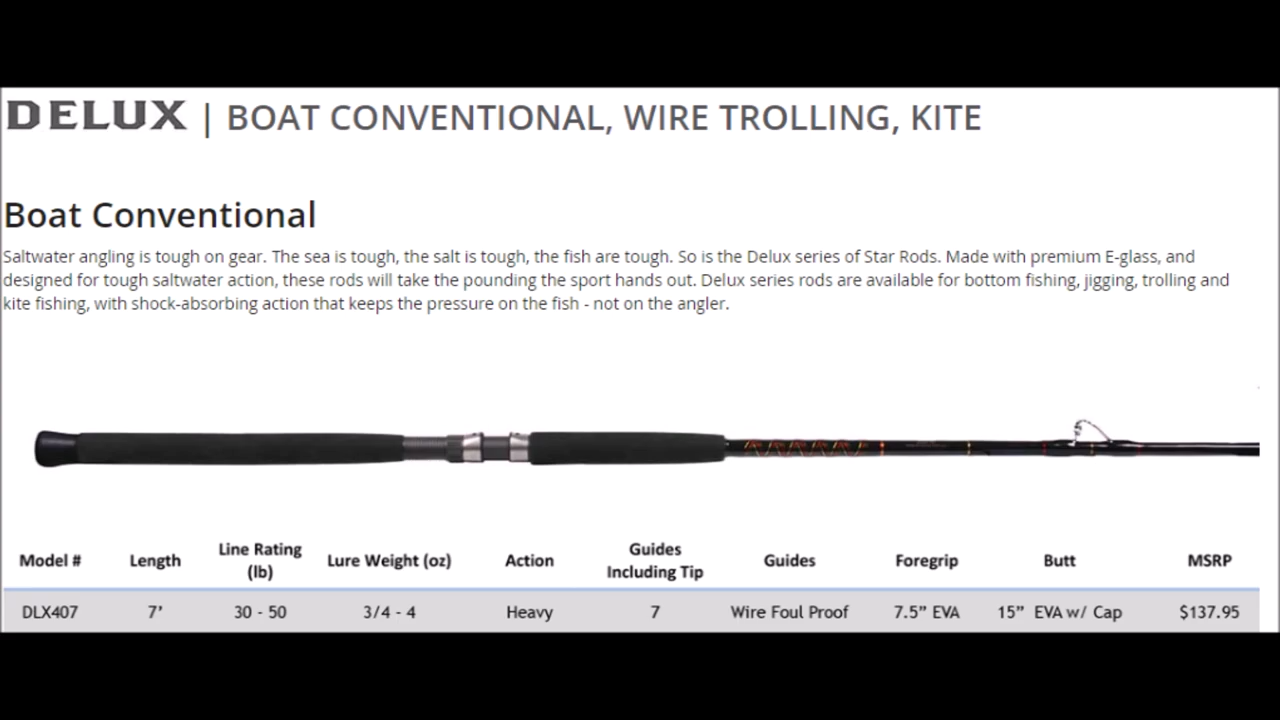 DELUX | BOAT CONVENTIONAL, WIRE TROLLING, KITE
Boat Conventional
Saltwater angling is tough on gear. The sea is tough, the salt is tough, the fish are tough. So is the Delux series of Star Rods. Made with premium E-glass, and
designed for tough saltwater action, these rods will take the pounding the sport hands out. Delux series rods are available for bottom fishing, jigging, trolling and
kite fishing, with shock-absorbing action that keeps the pressure on the fish - not on the angler.
Model # Length Line Rating (lb) Lure Weight (oz) Action Guides Including Tip Guides Foregrip Butt MSRP
DLX407 7’ 30 - 50 3/4 - 4 Heavy 7 Wire Foul Proof 7.5” EVA 15” EVA w/ Cap $137.95